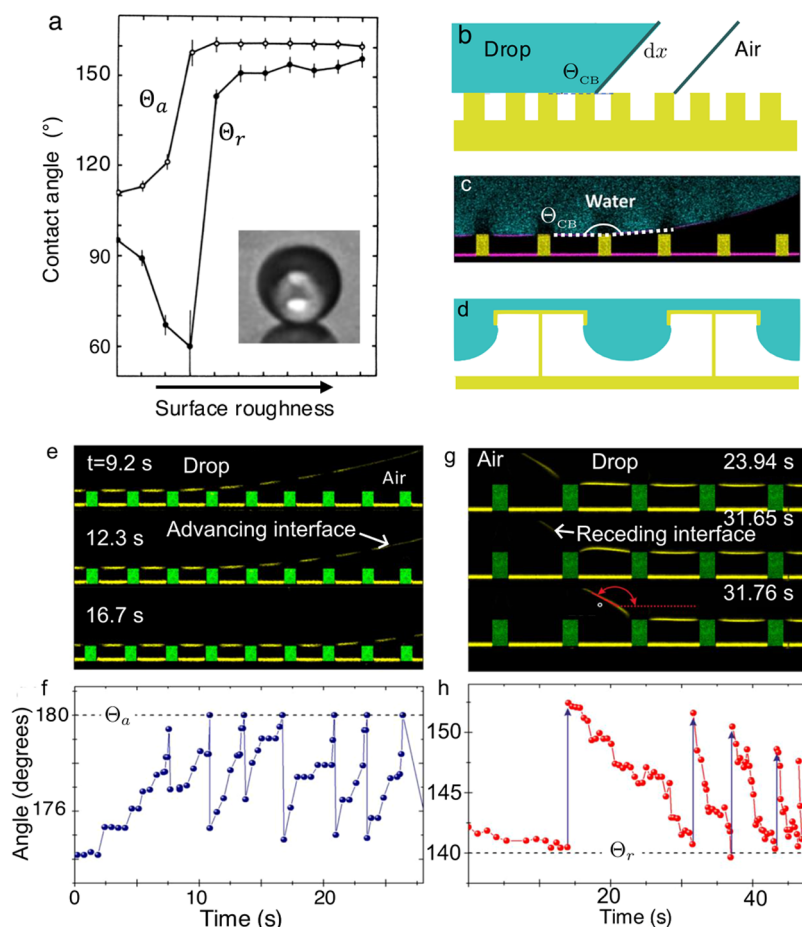 a
Contact angle (°)
150
120
90
60
Θa
Θr
Surface roughness
b
Drop
ΘCB
dx
Air
c
Water
ΘCB
d
e
t=9.2 s
Drop
Air
Advancing interface
12.3 s
16.7 s
g
Air
Drop
23.94 s
31.65 s
Receding interface
31.76 s
f
Angle (degrees)
180
176
Θa
0
10
20
Time (s)
h
150
145
140
Θr
0
20
40
Time (s)